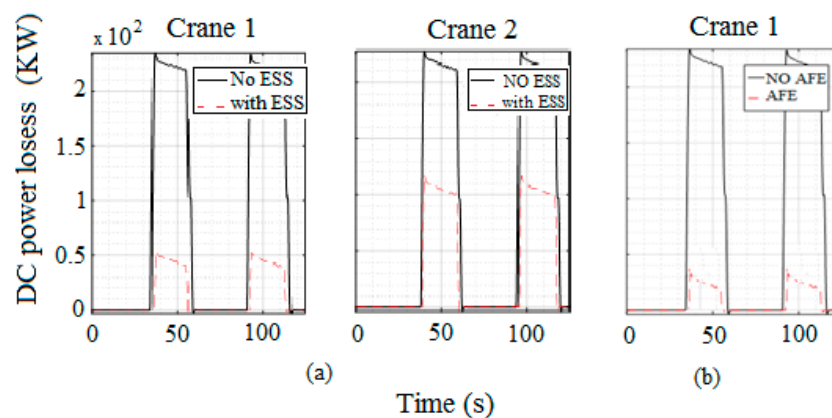 Crane 1
Crane 2
Crane 1
x 10²
DC power losess (KW)
2
1.5
1
0.5
0
No ESS
with ESS
NO ESS
with ESS
NO AFE
AFE
0 50 100
0 50 100
0 50 100
(a)
(b)
Time (s)